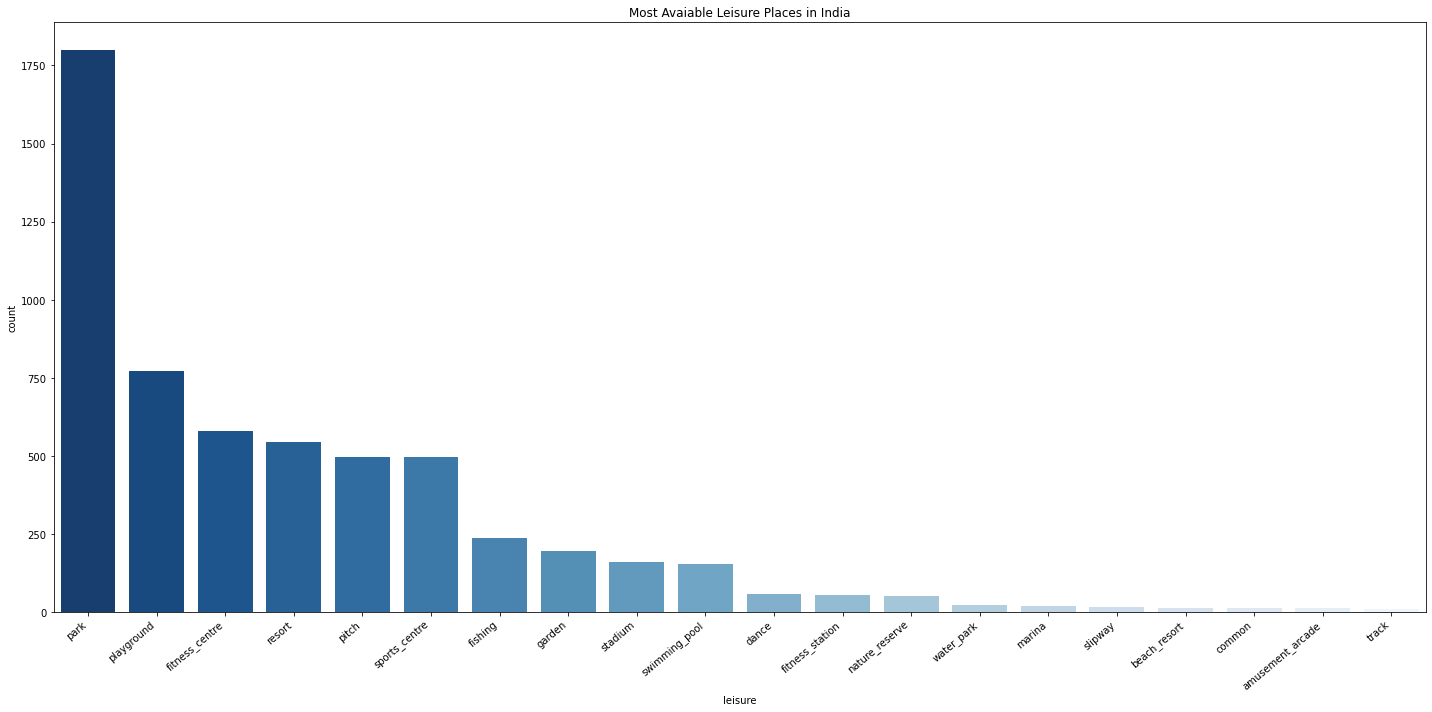 Most Avaiable Leisure Places in India
1750
1500
1250
1000
750
500
250
0
count
park
playground
fitness_centre
resort
pitch
sports_centre
fishing
garden
stadium
swimming_pool
dance
fitness_station
nature_reserve
water_park
marina
slipway
beach_resort
common
amusement_arcade
track
leisure